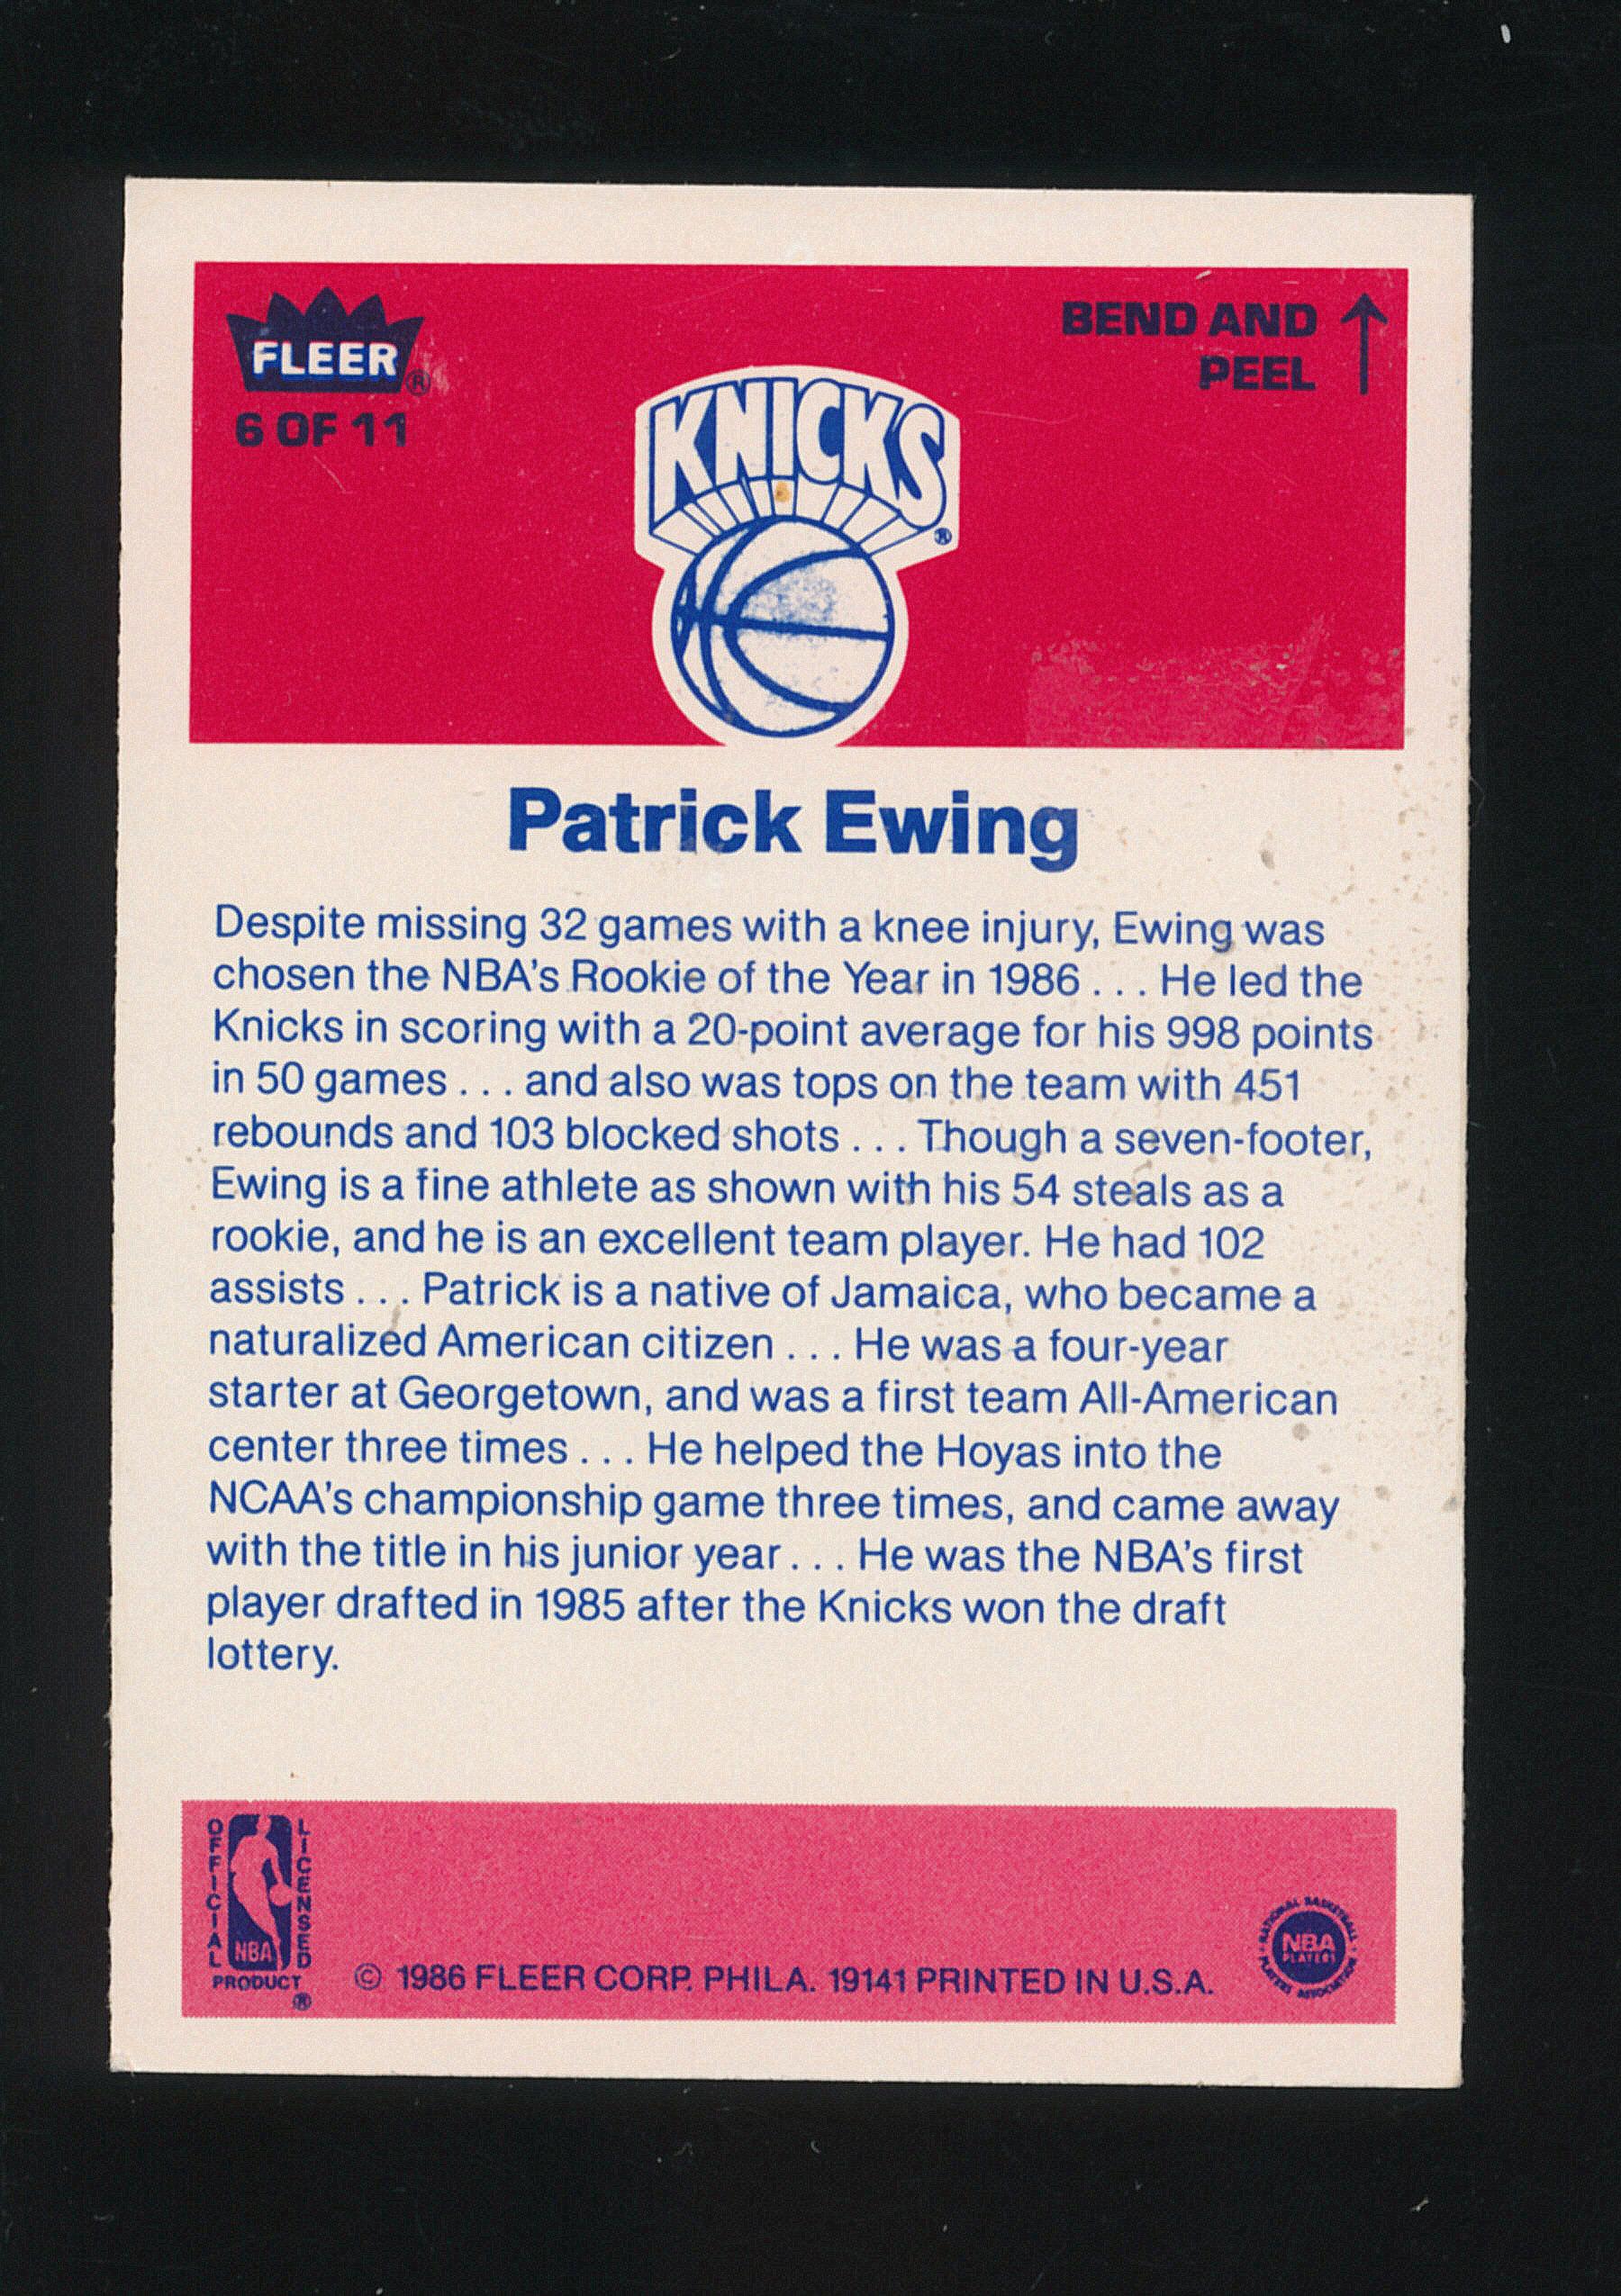 FLEER®
6 OF 11
BEND AND
PEEL
KNICKS®
Patrick Ewing
Despite missing 32 games with a knee injury, Ewing was
chosen the NBA's Rookie of the Year in 1986 . . . He led the
Knicks in scoring with a 20-point average for his 998 points
in 50 games . . . and also was tops on the team with 451
rebounds and 103 blocked shots . . . Though a seven-footer,
Ewing is a fine athlete as shown with his 54 steals as a
rookie, and he is an excellent team player. He had 102
assists . . . Patrick is a native of Jamaica, who became a
naturalized American citizen . . . He was a four-year
starter at Georgetown, and was a first team All-American
center three times . . . He helped the Hoyas into the
NCAA's championship game three times, and came away
with the title in his junior year . . . He was the NBA's first
player drafted in 1985 after the Knicks won the draft
lottery.
OFFICIAL
LICENSED
NBA
PRODUCT®
© 1986 FLEER CORP. PHILA. 19141 PRINTED IN U.S.A.
NATIONAL BASKETBALL
NBA
PLAYERS
PLAYERS ASSOCIATION